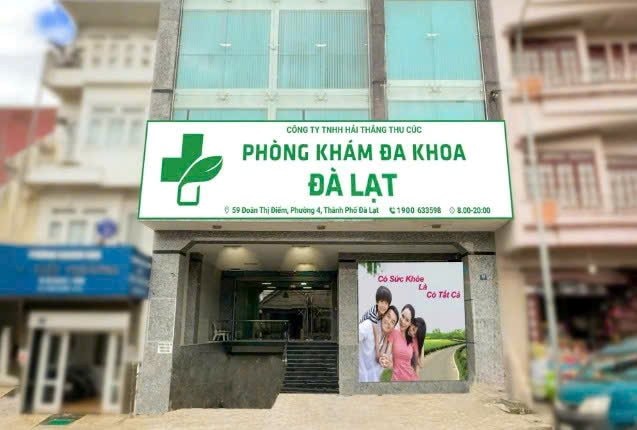 CÔNG TY TNHH HẢI THẮNG THU CÚC
PHÒNG KHÁM ĐA KHOA
ĐÀ LẠT
59 Đoàn Thị Điểm, Phường 4, Thành Phố Đà Lạt 1900 633598 8.00-20:00
Có Sức Khỏe
Là
Có Tất Cả